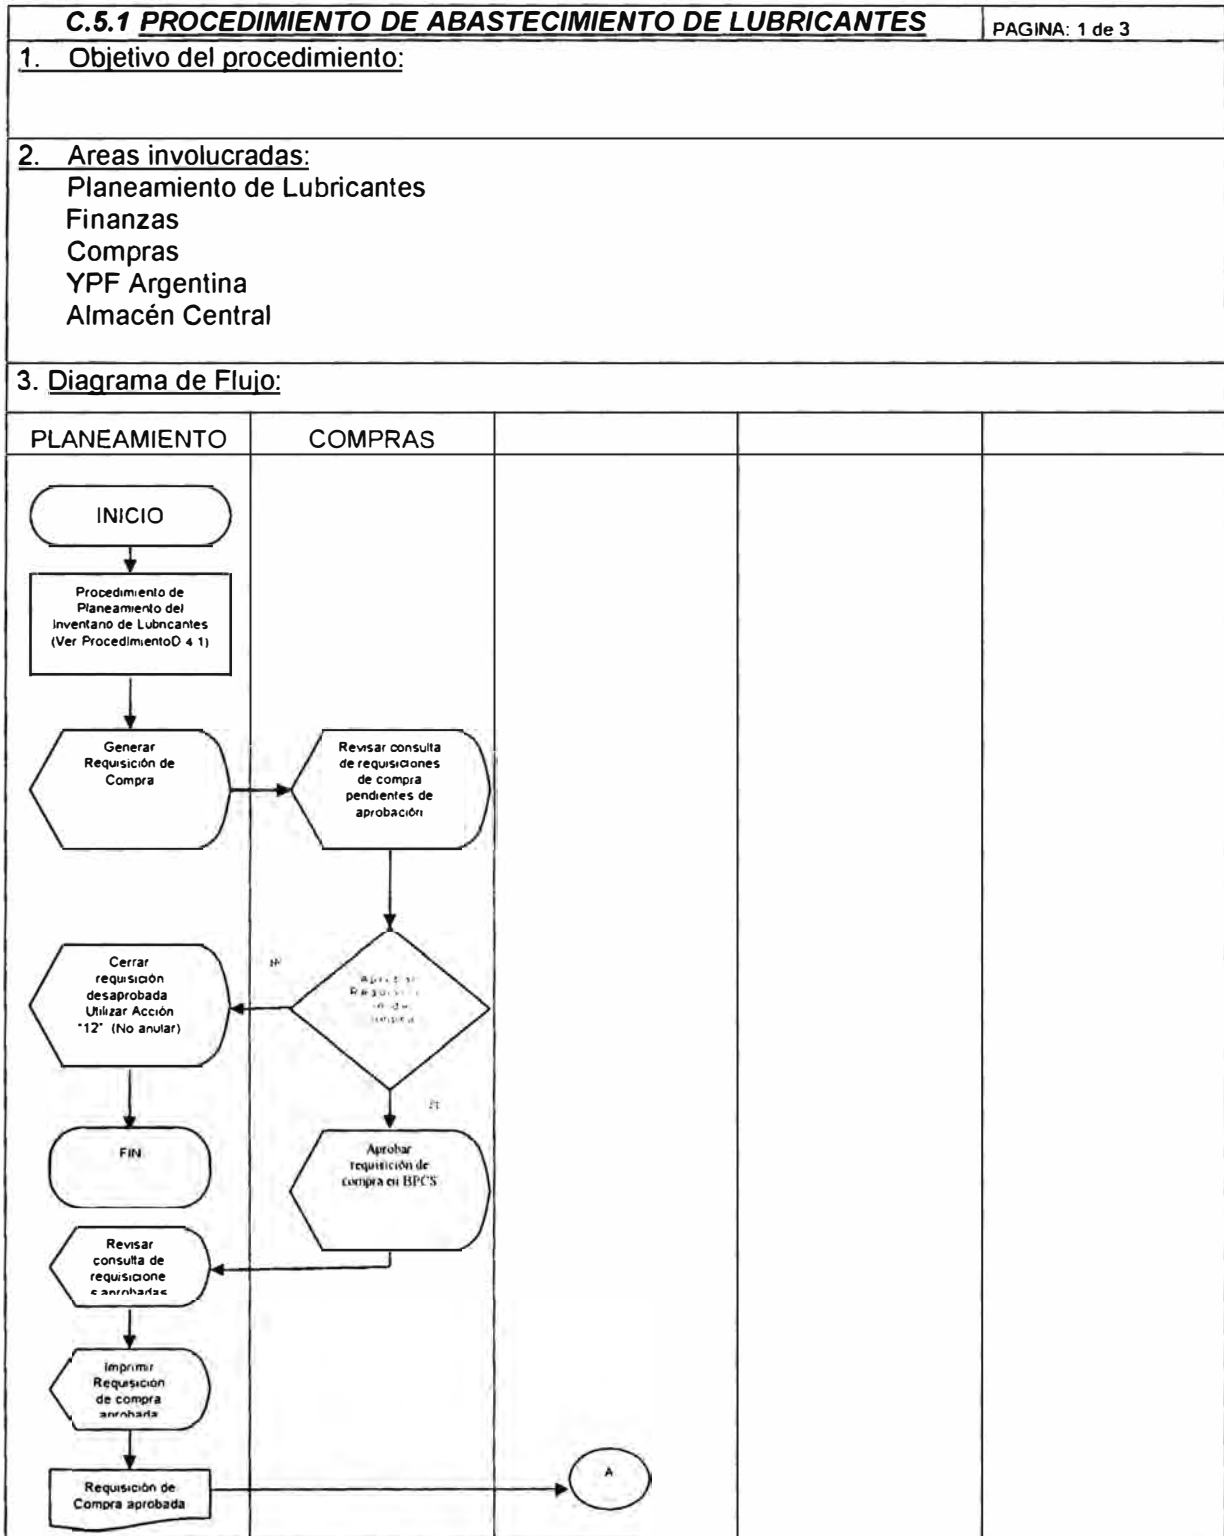 C.5.1 PROCEDIMIENTO DE ABASTECIMIENTO DE LUBRICANTES
PAGINA: 1 de 3
1. Objetivo del procedimiento:
2. Areas involucradas:
Planeamiento de Lubricantes
Finanzas
Compras
YPF Argentina
Almacén Central
3. Diagrama de Flujo:
PLANEAMIENTO
COMPRAS
INICIO
Procedimiento de
Planeamiento del
Inventario de Lubricantes
(Ver ProcedimientoD 4 1)
Generar
Requisición de
Compra
Revisar consulta
de requisiciones
de compra
pendientes de
aprobación
Cerrar
requisición
desaprobada
Utilizar Acción
"12" (No anular)
FIN
Aprobar
requisición de
compra en BPCS
Revisar
consulta de
requisicione
s aprobadas
Imprimir
Requisición
de compra
aprobada
Requisición de
Compra aprobada
A